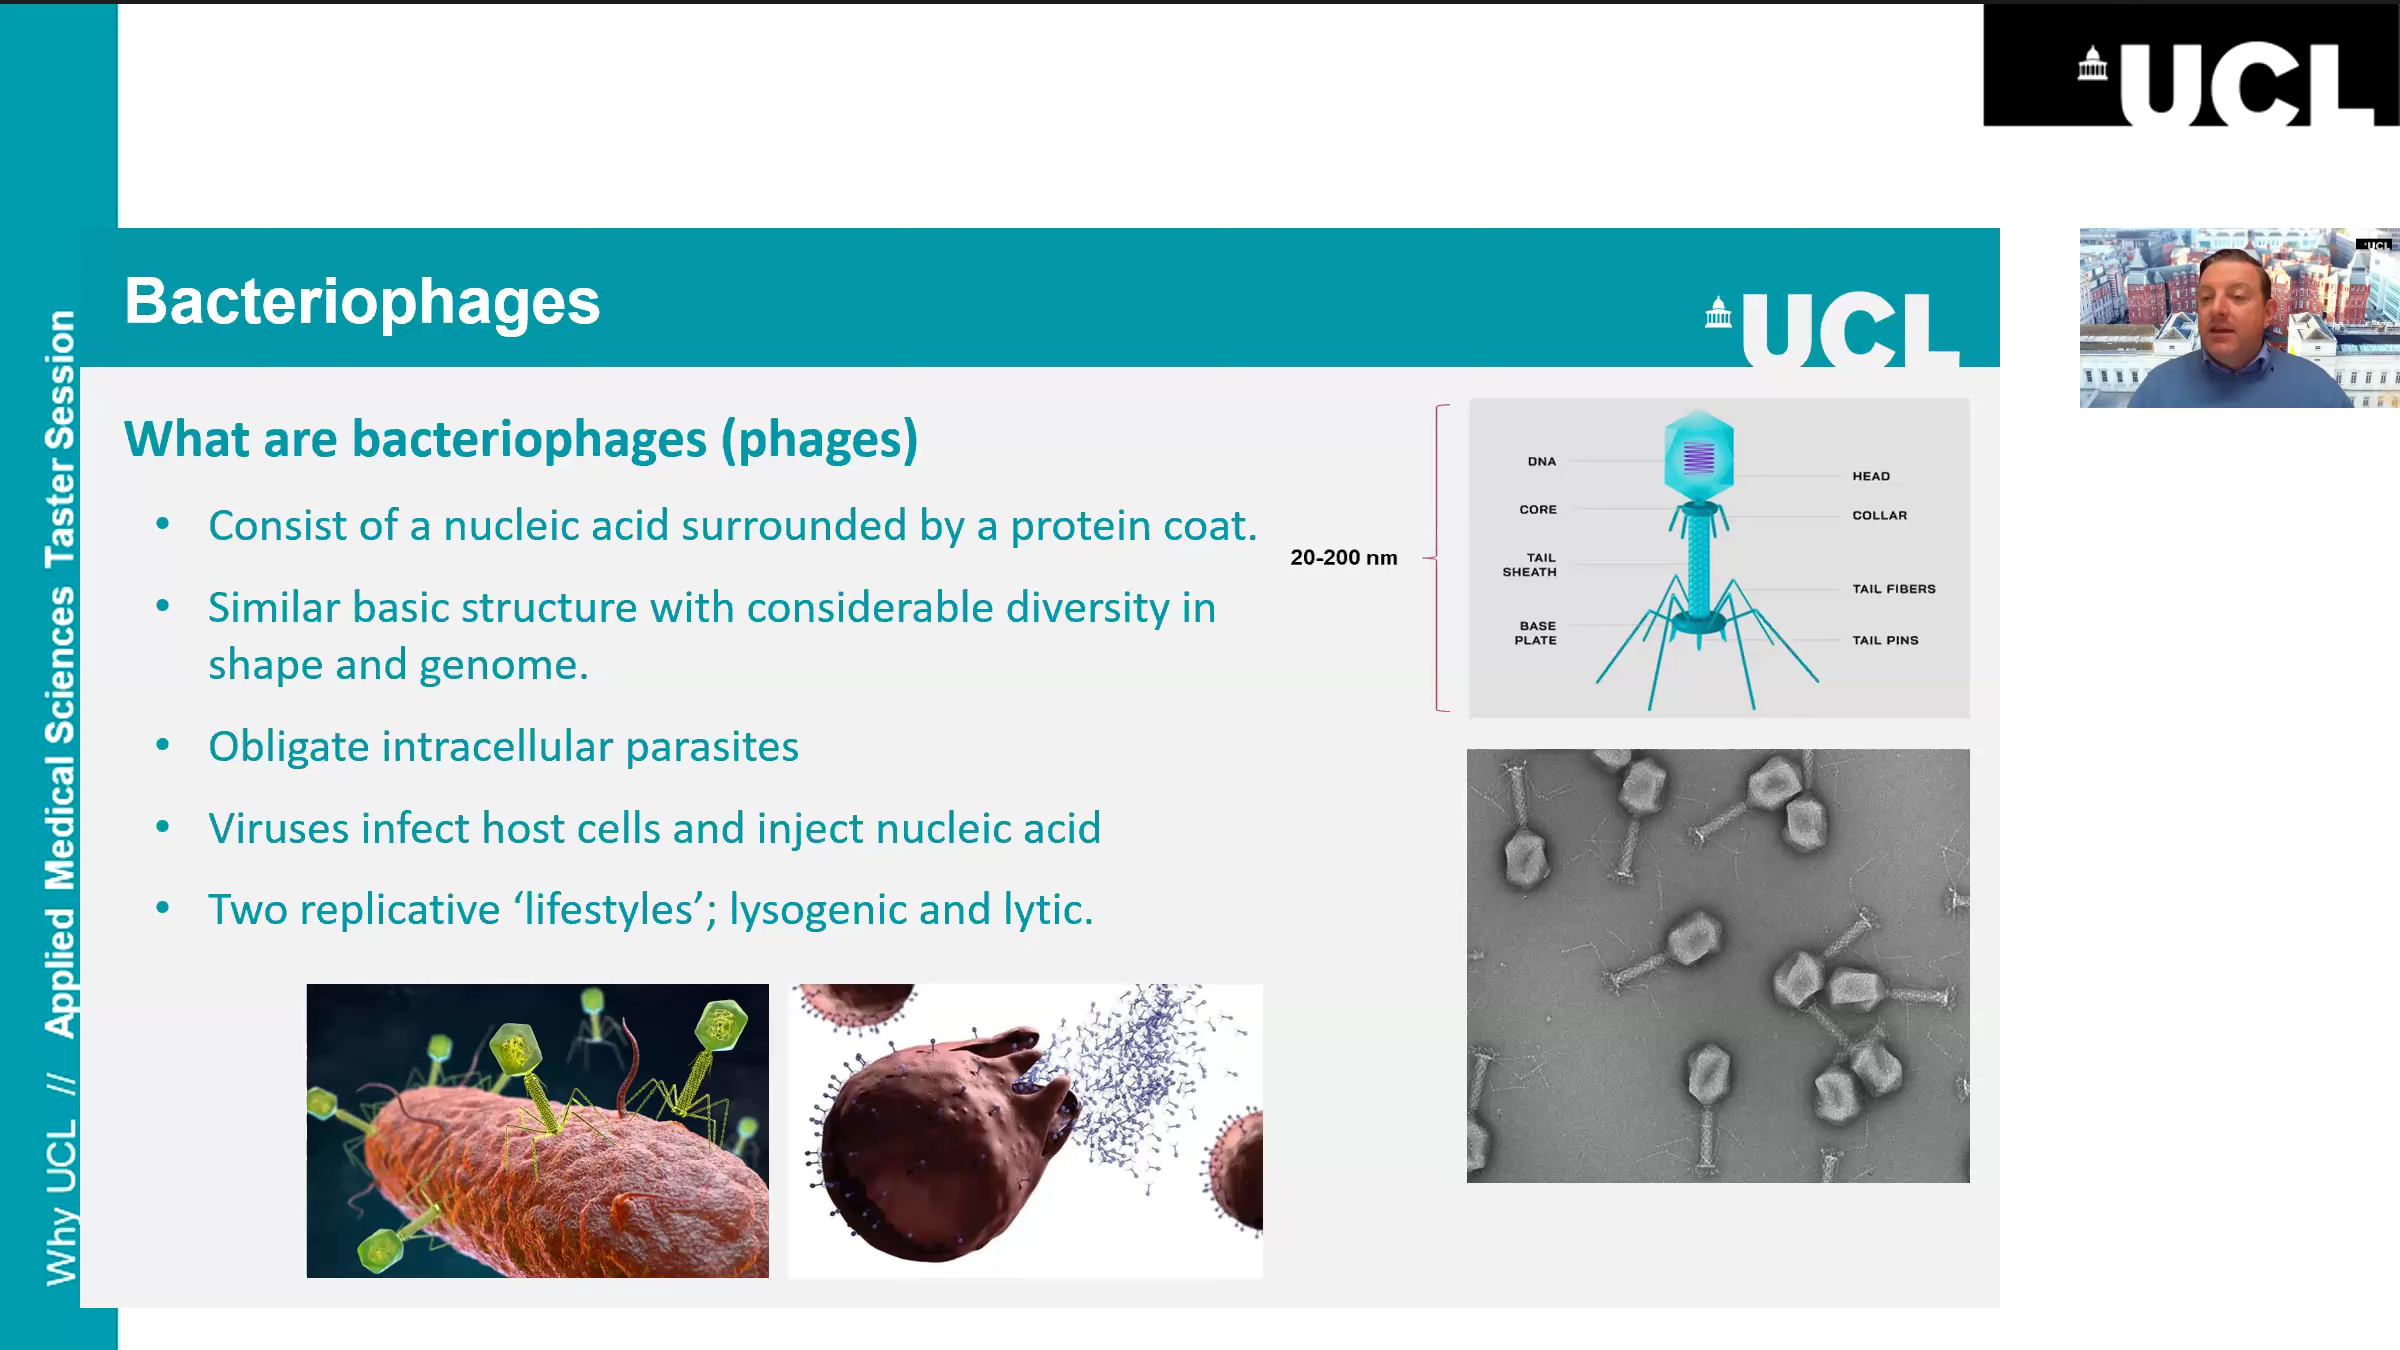 UCL
UCL
Why UCL // Applied Medical Sciences Taster Session
Bacteriophages
UCL
What are bacteriophages (phages)
• Consist of a nucleic acid surrounded by a protein coat.
• Similar basic structure with considerable diversity in
shape and genome.
• Obligate intracellular parasites
• Viruses infect host cells and inject nucleic acid
• Two replicative ‘lifestyles’; lysogenic and lytic.
20-200 nm
DNA
CORE
TAIL
SHEATH
BASE
PLATE
HEAD
COLLAR
TAIL FIBERS
TAIL PINS